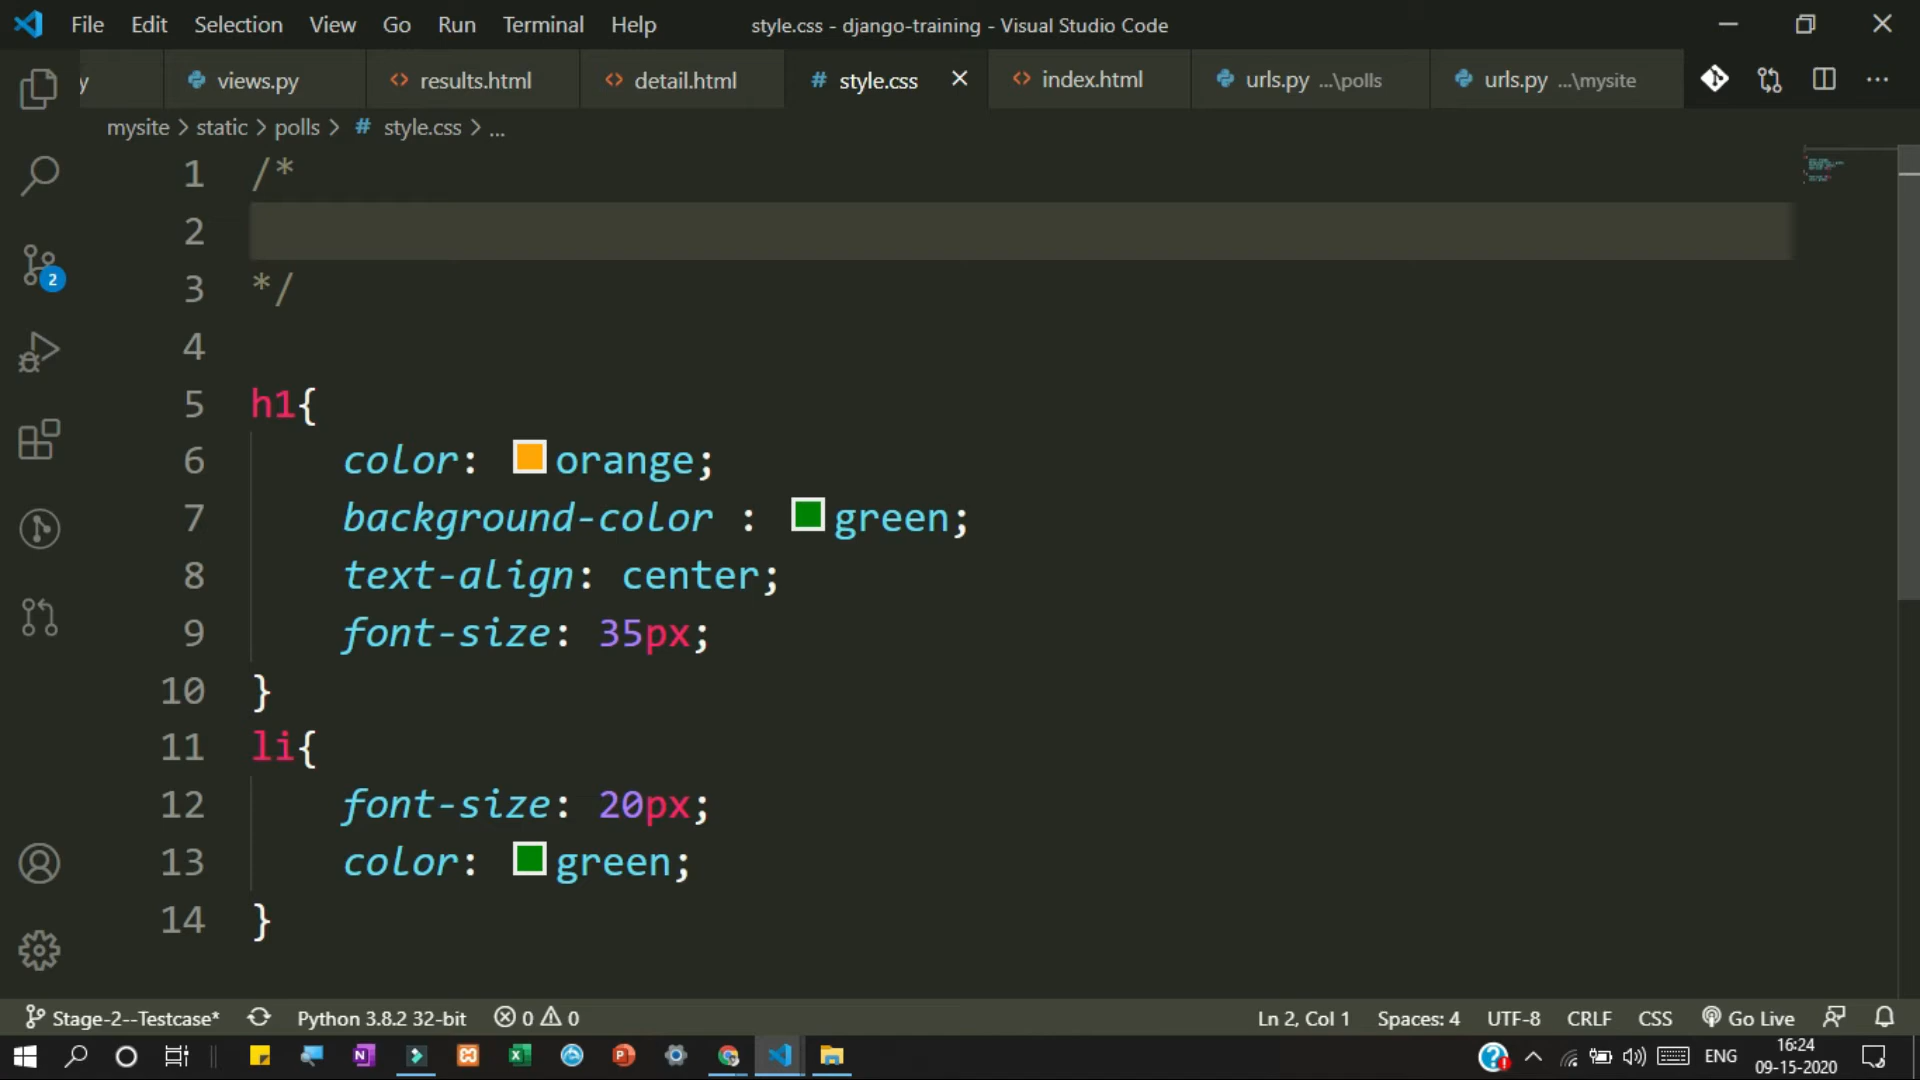 File Edit Selection View Go Run Terminal Help style.css - django-training - Visual Studio Code
y views.py results.html detail.html # style.css index.html urls.py ...\polls urls.py ...\mysite ...
mysite > static > polls > # style.css > ...
1 /*
2
3 */
4
5 h1{
6 color: orange;
7 background-color : green;
8 text-align: center;
9 font-size: 35px;
10 }
11 li{
12 font-size: 20px;
13 color: green;
14 }
2
Stage-2--Testcase* Python 3.8.2 32-bit 0 0 Ln 2, Col 1 Spaces: 4 UTF-8 CRLF CSS Go Live
ENG 16:24
09-15-2020